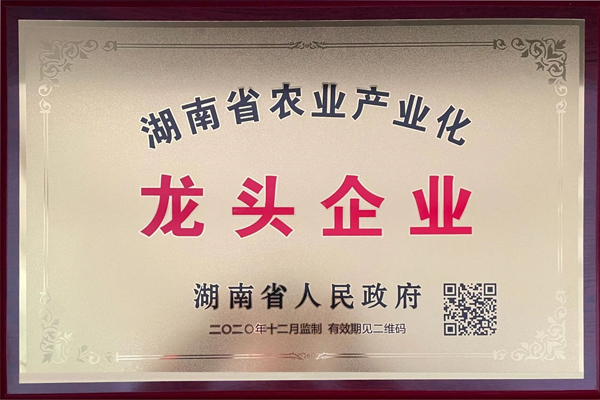 湖南省农业产业化
龙头企业
湖南省人民政府
二〇二〇年十二月监制 有效期见二维码